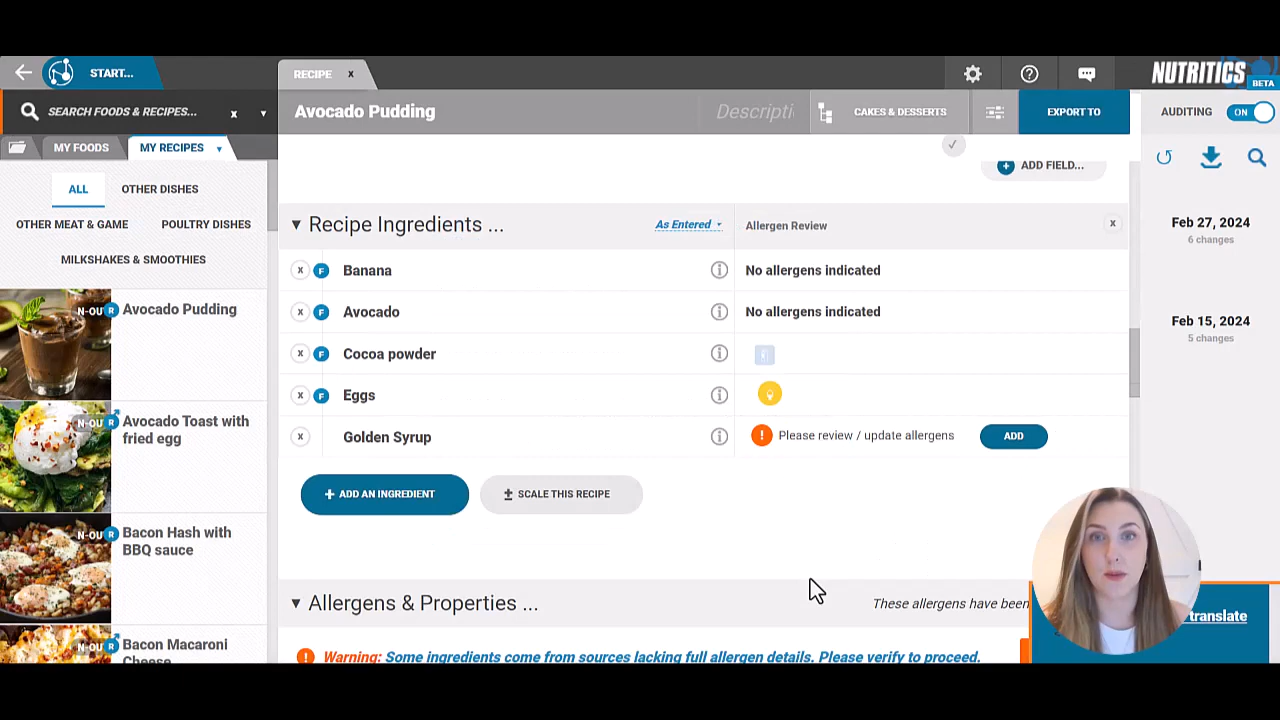 START...
RECIPE x
NUTRITICS
BETA
SEARCH FOODS & RECIPES... x
Avocado Pudding
Descripti
CAKES & DESSERTS
EXPORT TO
AUDITING ON
MY FOODS
MY RECIPES
ADD FIELD...
ALL
OTHER DISHES
OTHER MEAT & GAME
POULTRY DISHES
MILKSHAKES & SMOOTHIES
Recipe Ingredients ...
As Entered
Allergen Review
x
x F Banana
No allergens indicated
x F Avocado
No allergens indicated
x F Cocoa powder
x F Eggs
x Golden Syrup
! Please review / update allergens
ADD
+ ADD AN INGREDIENT
± SCALE THIS RECIPE
Allergens & Properties ...
These allergens have been
! Warning: Some ingredients come from sources lacking full allergen details. Please verify to proceed.
N-OU R Avocado Pudding
N-OU R Avocado Toast with
fried egg
N-OU R Bacon Hash with
BBQ sauce
N-OU R Bacon Macaroni
Cheese
Feb 27, 2024
6 changes
Feb 15, 2024
5 changes
translate